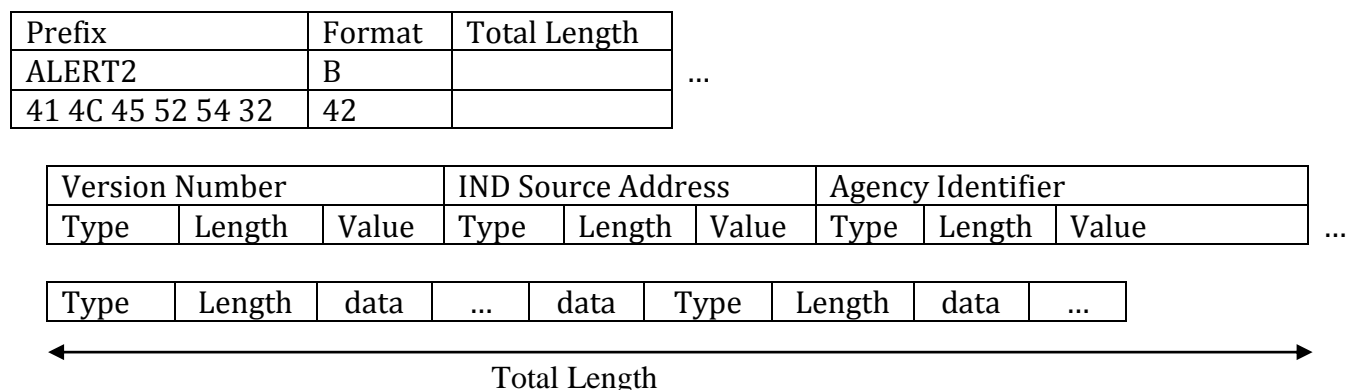 Prefix Format Total Length
ALERT2 B ...
41 4C 45 52 54 32 42
Version Number IND Source Address Agency Identifier
Type Length Value Type Length Value Type Length Value ...
Type Length data ... data Type Length data ...
Total Length